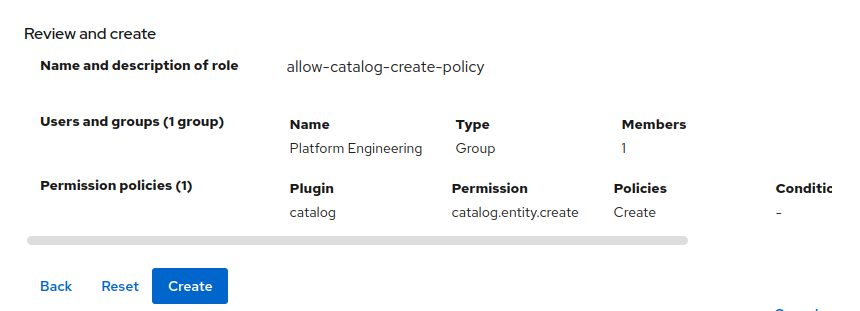 Review and create
Name and description of role allow-catalog-create-policy
Users and groups (1 group) Name Type Members
Platform Engineering Group 1
Permission policies (1) Plugin Permission Policies Conditio
catalog catalog.entity.create Create -
Back Reset Create